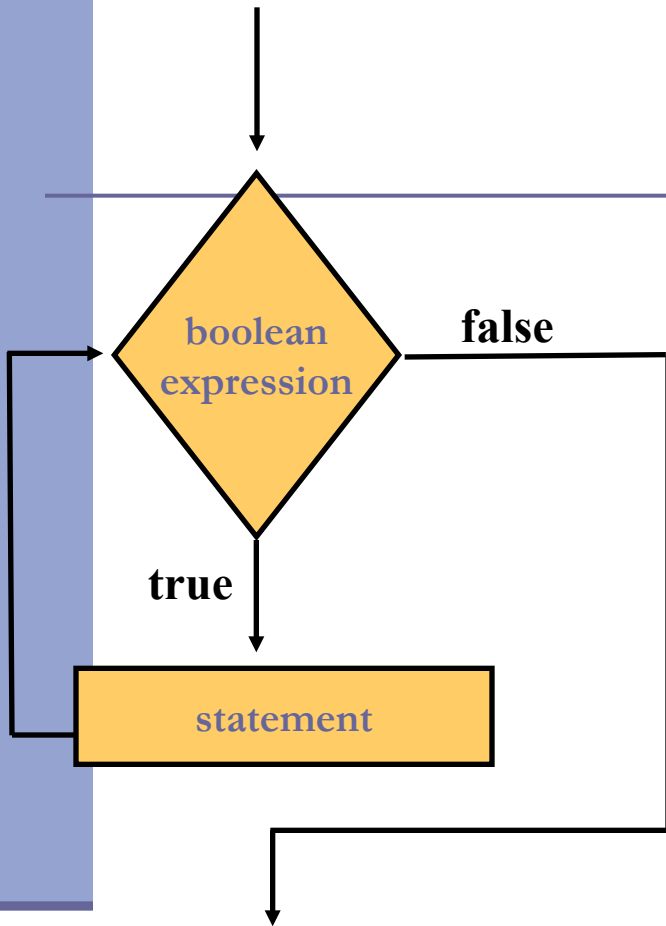 boolean
expression
false
true
statement